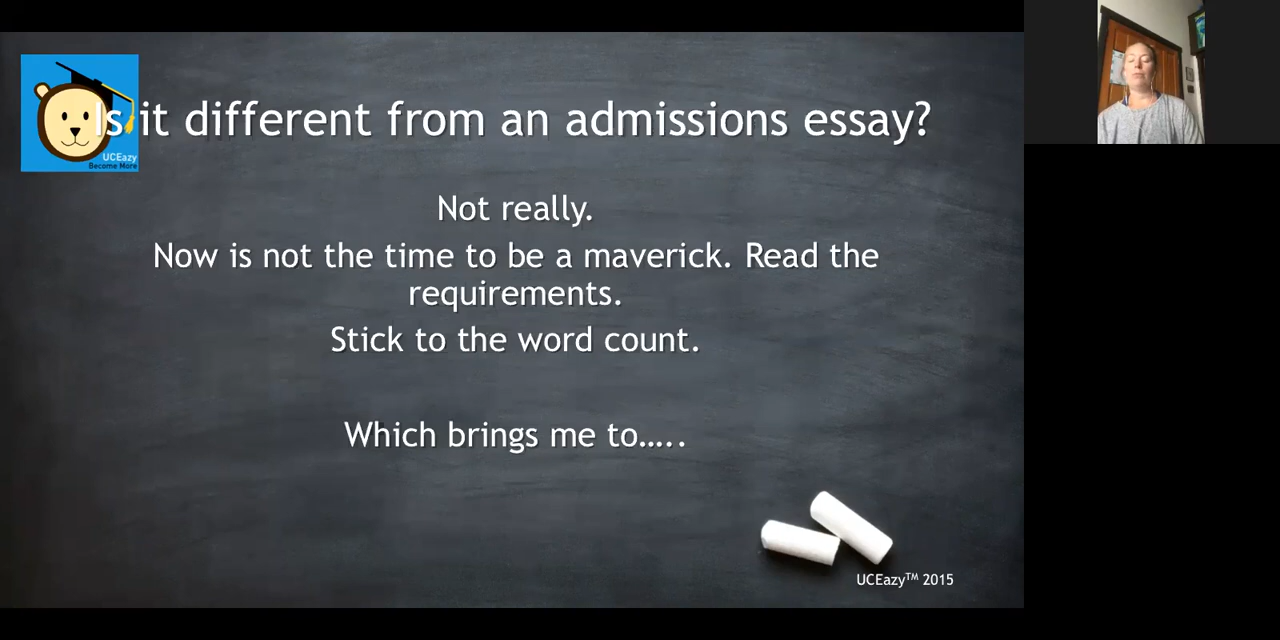 UCEazy
Become More
Is it different from an admissions essay?
Not really.
Now is not the time to be a maverick. Read the
requirements.
Stick to the word count.
Which brings me to…..
UCEazy™ 2015